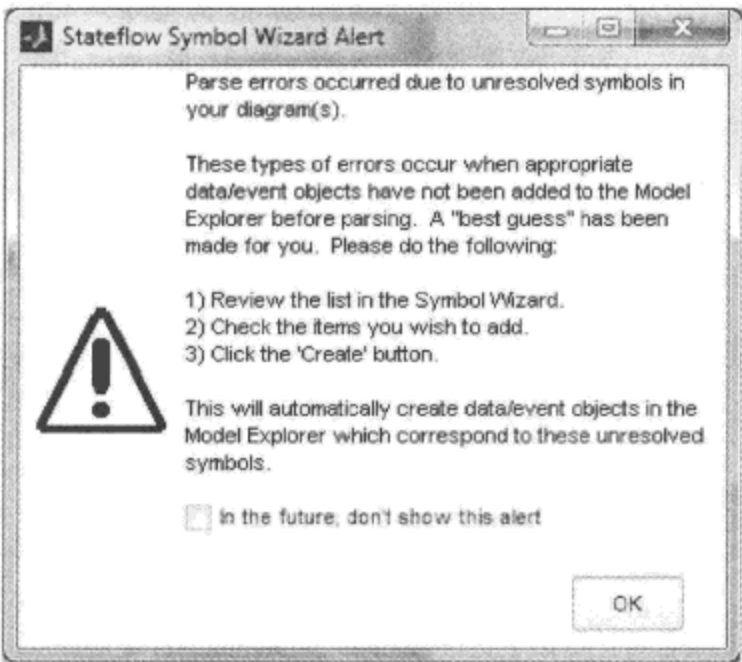 Stateflow Symbol Wizard Alert
Parse errors occurred due to unresolved symbols in
your diagram(s).
These types of errors occur when appropriate
data/event objects have not been added to the Model
Explorer before parsing. A "best guess" has been
made for you. Please do the following:
1) Review the list in the Symbol Wizard.
2) Check the items you wish to add.
3) Click the 'Create' button.
This will automatically create data/event objects in the
Model Explorer which correspond to these unresolved
symbols.
In the future, don't show this alert
OK